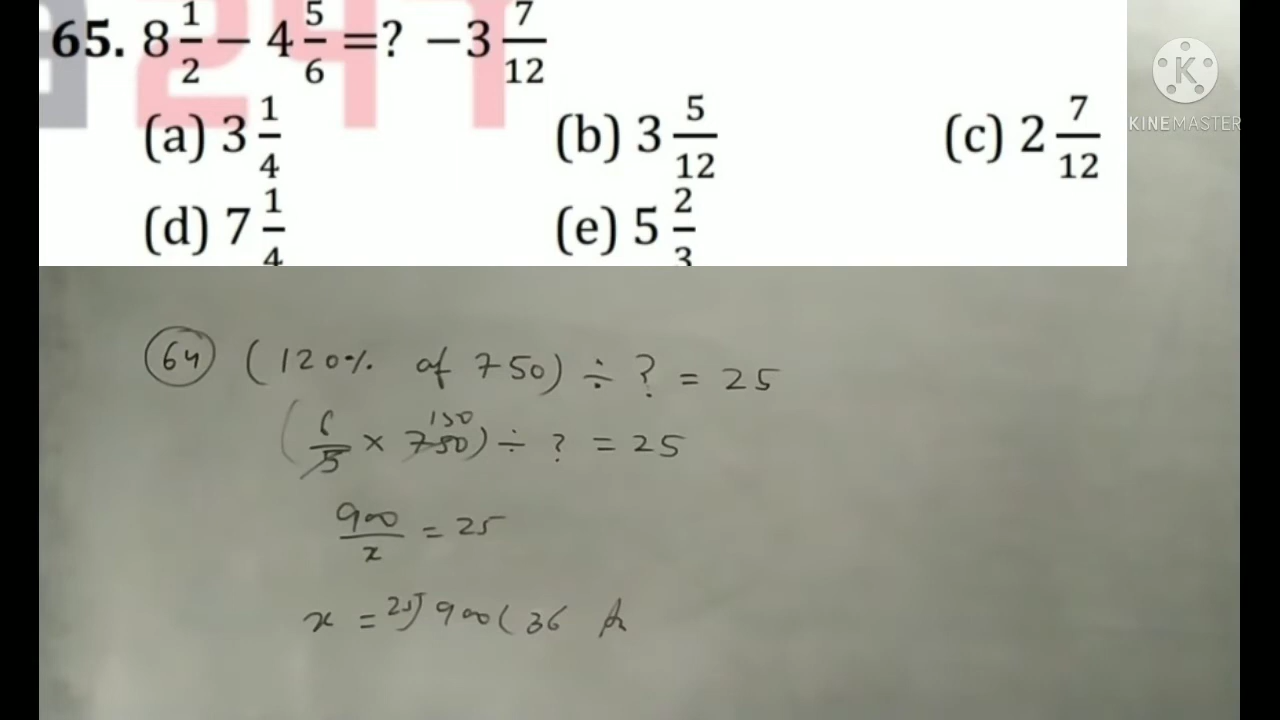 65. 8 1/2 − 4 5/6 =? −3 7/12
(a) 3 1/4 (b) 3 5/12 (c) 2 7/12
(d) 7 1/4 (e) 5 2/3
K
KINEMASTER
64 (120% of 750) ÷ ? = 25
(6/5 × 750) ÷ ? = 25
150
900/x = 25
x = 25)900(36